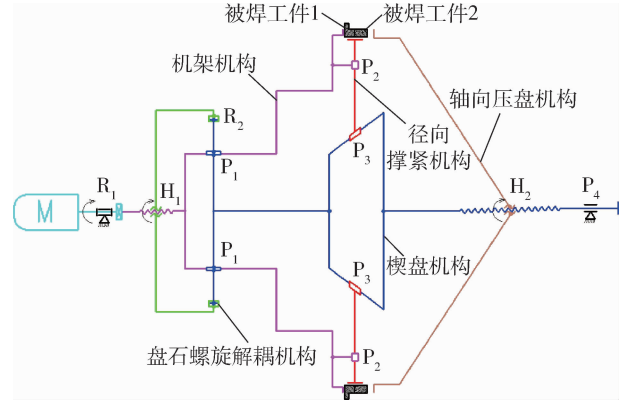 被焊工件1
被焊工件2
机架机构
P2
轴向压盘机构
R2
径向
撑紧机构
P1
P3
R1
H1
H2
P4
M
P1
P3
楔盘机构
盘石螺旋解耦机构
P2